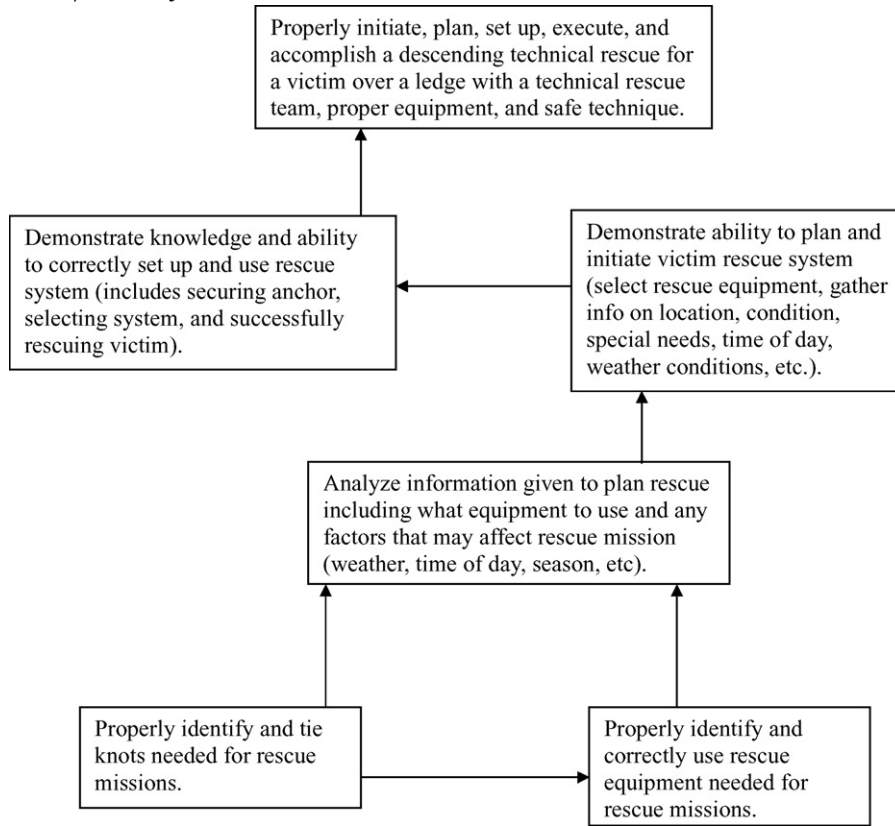 Properly initiate, plan, set up, execute, and
accomplish a descending technical rescue for
a victim over a ledge with a technical rescue
team, proper equipment, and safe technique.
Demonstrate knowledge and ability
to correctly set up and use rescue
system (includes securing anchor,
selecting system, and successfully
rescuing victim).
Demonstrate ability to plan and
initiate victim rescue system
(select rescue equipment, gather
info on location, condition,
special needs, time of day,
weather conditions, etc.).
Analyze information given to plan rescue
including what equipment to use and any
factors that may affect rescue mission
(weather, time of day, season, etc).
Properly identify and tie
knots needed for rescue
missions.
Properly identify and
correctly use rescue
equipment needed for
rescue missions.